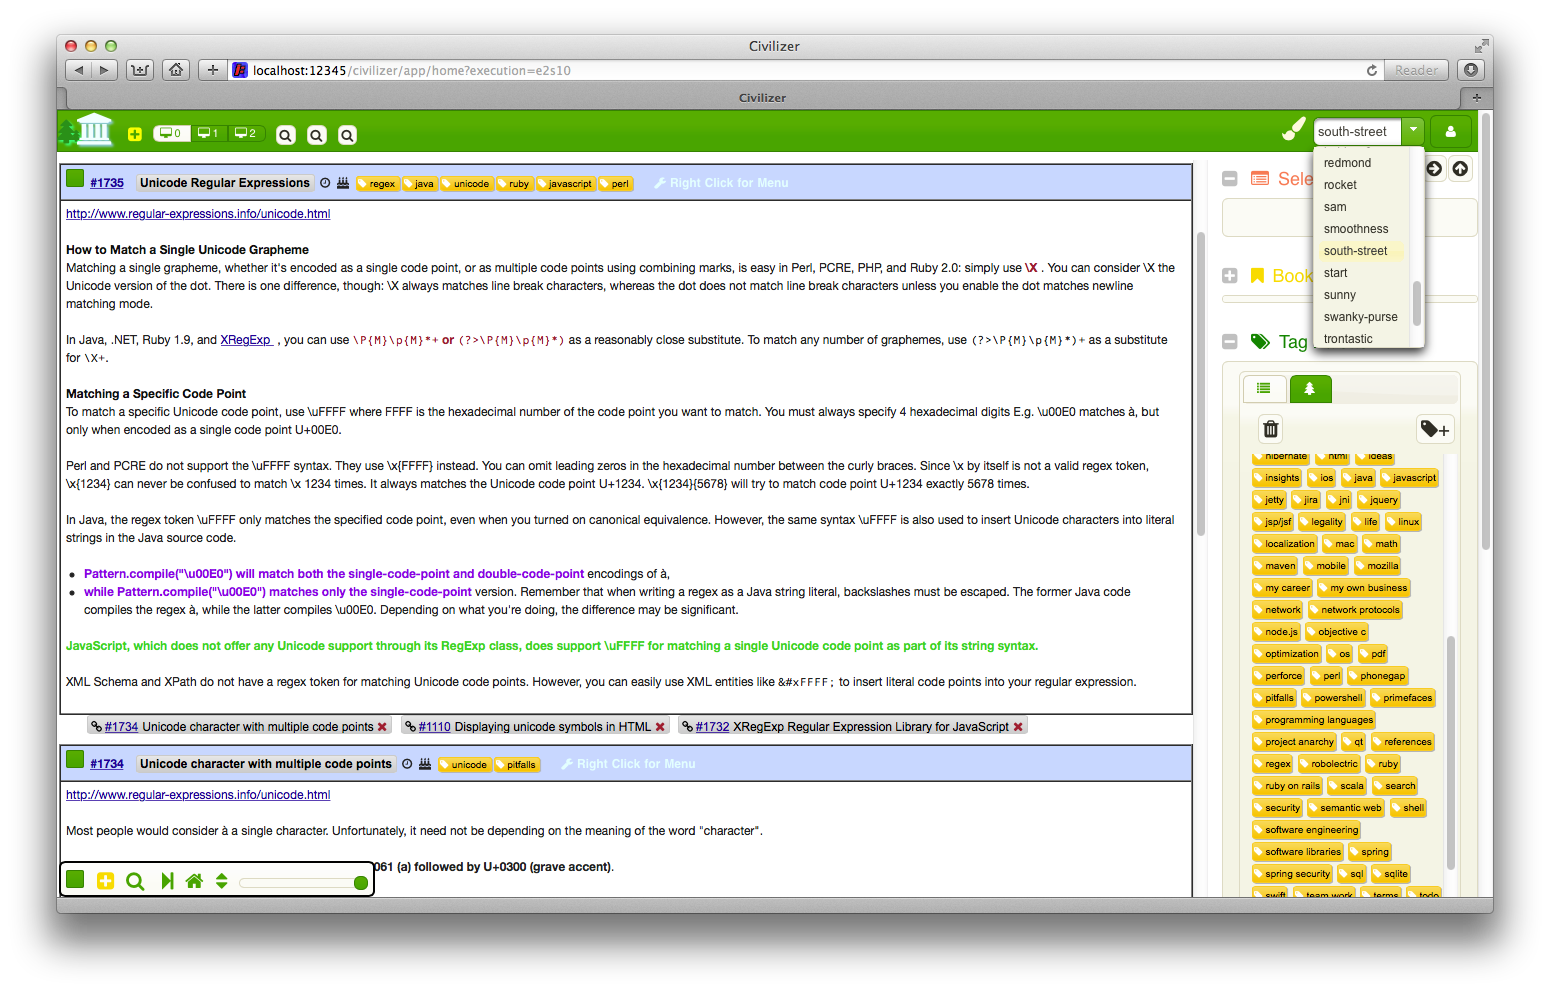 Civilizer
localhost:12345/civilizer/app/home?execution=e2s10
Reader
Civilizer
0 1 2
south-street
redmond
rocket
sam
smoothness
south-street
start
sunny
swanky-purse
trontastic
#1735 Unicode Regular Expressions regex java unicode ruby javascript perl Right Click for Menu
http://www.regular-expressions.info/unicode.html
How to Match a Single Unicode Grapheme
Matching a single grapheme, whether it's encoded as a single code point, or as multiple code points using combining marks, is easy in Perl, PCRE, PHP, and Ruby 2.0: simply use \X . You can consider \X the
Unicode version of the dot. There is one difference, though: \X always matches line break characters, whereas the dot does not match line break characters unless you enable the dot matches newline
matching mode.
In Java, .NET, Ruby 1.9, and XRegExp , you can use \P{M}\p{M}*+ or (?>\P{M}\p{M}*) as a reasonably close substitute. To match any number of graphemes, use (?>\P{M}\p{M}*)+ as a substitute
for \X+.
Matching a Specific Code Point
To match a specific Unicode code point, use \uFFFF where FFFF is the hexadecimal number of the code point you want to match. You must always specify 4 hexadecimal digits E.g. \u00E0 matches à, but
only when encoded as a single code point U+00E0.
Perl and PCRE do not support the \uFFFF syntax. They use \x{FFFF} instead. You can omit leading zeros in the hexadecimal number between the curly braces. Since \x by itself is not a valid regex token,
\x{1234} can never be confused to match \x 1234 times. It always matches the Unicode code point U+1234. \x{1234}{5678} will try to match code point U+1234 exactly 5678 times.
In Java, the regex token \uFFFF only matches the specified code point, even when you turned on canonical equivalence. However, the same syntax \uFFFF is also used to insert Unicode characters into literal
strings in the Java source code.
Pattern.compile("\u00E0") will match both the single-code-point and double-code-point encodings of à,
while Pattern.compile("\\u00E0") matches only the single-code-point version. Remember that when writing a regex as a Java string literal, backslashes must be escaped. The former Java code
compiles the regex à, while the latter compiles \u00E0. Depending on what you're doing, the difference may be significant.
JavaScript, which does not offer any Unicode support through its RegExp class, does support \uFFFF for matching a single Unicode code point as part of its string syntax.
XML Schema and XPath do not have a regex token for matching Unicode code points. However, you can easily use XML entities like &#xFFFF; to insert literal code points into your regular expression.
#1734 Unicode character with multiple code points #1110 Displaying unicode symbols in HTML #1732 XRegExp Regular Expression Library for JavaScript
#1734 Unicode character with multiple code points unicode pitfalls Right Click for Menu
http://www.regular-expressions.info/unicode.html
Most people would consider à a single character. Unfortunately, it need not be depending on the meaning of the word "character".
061 (a) followed by U+0300 (grave accent).
Sele
Book
Tag
hibernate html ideas
insights ios java javascript
jetty jira jni jquery
jsp/jsf legality life linux
localization mac math
maven mobile mozilla
my career my own business
network network protocols
node.js objective c
optimization os pdf
perforce perl phonegap
pitfalls powershell primefaces
programming languages
project anarchy qt references
regex robolectric ruby
ruby on rails scala search
security semantic web shell
software engineering
software libraries spring
spring security sql sqlite
swift team work terms todo